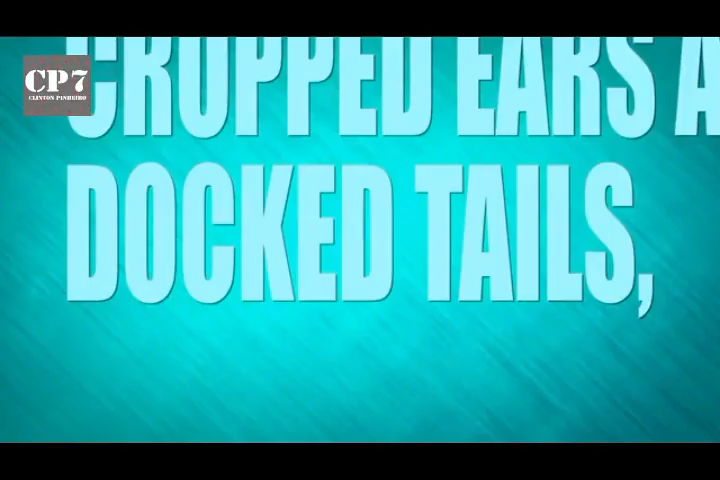 CP7
CLINTON PINHEIRO
CROPPED EARS A
DOCKED TAILS,